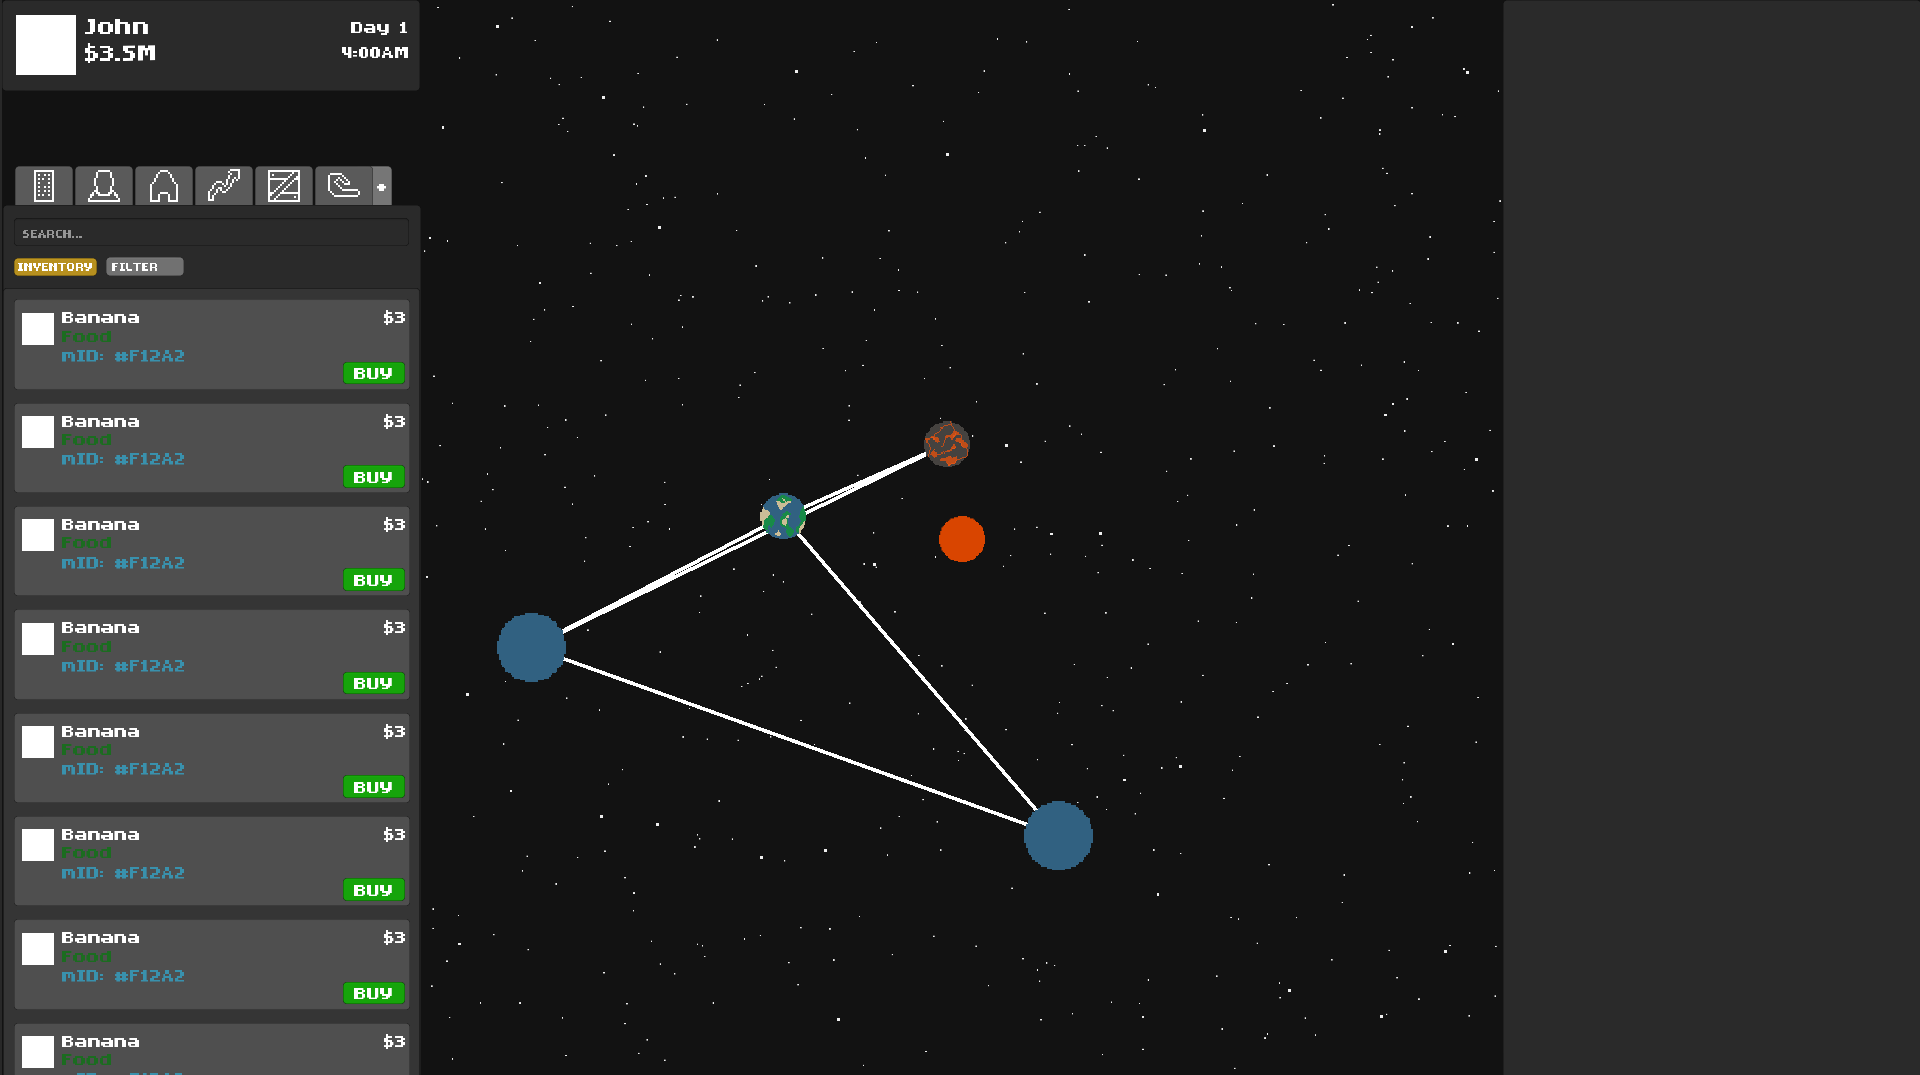 John
$3.5M
Day 1
4:00AM
SEARCH...
INVENTORY
FILTER
Banana
$3
Food
mID: #F12A2
BUY
Banana
$3
Food
mID: #F12A2
BUY
Banana
$3
Food
mID: #F12A2
BUY
Banana
$3
Food
mID: #F12A2
BUY
Banana
$3
Food
mID: #F12A2
BUY
Banana
$3
Food
mID: #F12A2
BUY
Banana
$3
Food
mID: #F12A2
BUY
Banana
$3
Food